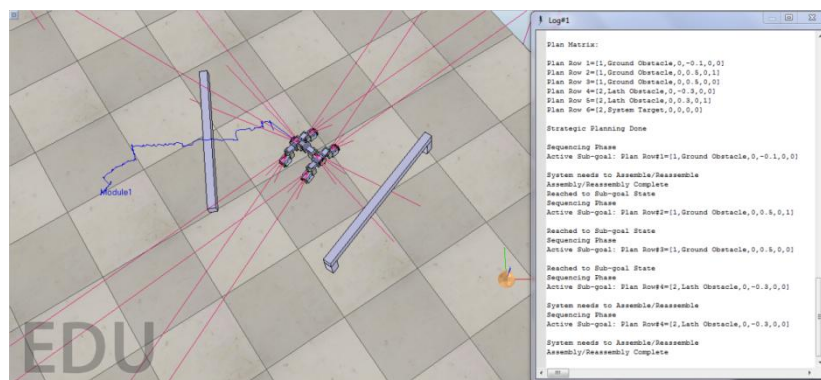 Module1
EDU
Log#1
Plan Matrix:
Plan Row 1=[1,Ground Obstacle,0,-0.1,0,0]
Plan Row 2=[1,Ground Obstacle,0,0.5,0,1]
Plan Row 3=[1,Ground Obstacle,0,0.5,0,0]
Plan Row 4=[2,Lath Obstacle,0,-0.3,0,0]
Plan Row 5=[2,Lath Obstacle,0,0.3,0,1]
Plan Row 6=[2,System Target,0,0,0,0]
Strategic Planning Done
Sequencing Phase
Active Sub-goal: Plan Row#1=[1,Ground Obstacle,0,-0.1,0,0]
System needs to Assemble/Reassemble
Assembly/Reassembly Complete
Reached to Sub-goal State
Sequencing Phase
Active Sub-goal: Plan Row#2=[1,Ground Obstacle,0,0.5,0,1]
Reached to Sub-goal State
Sequencing Phase
Active Sub-goal: Plan Row#3=[1,Ground Obstacle,0,0.5,0,0]
Reached to Sub-goal State
Sequencing Phase
Active Sub-goal: Plan Row#4=[2,Lath Obstacle,0,-0.3,0,0]
System needs to Assemble/Reassemble
Sequencing Phase
Active Sub-goal: Plan Row#4=[2,Lath Obstacle,0,-0.3,0,0]
System needs to Assemble/Reassemble
Assembly/Reassembly Complete